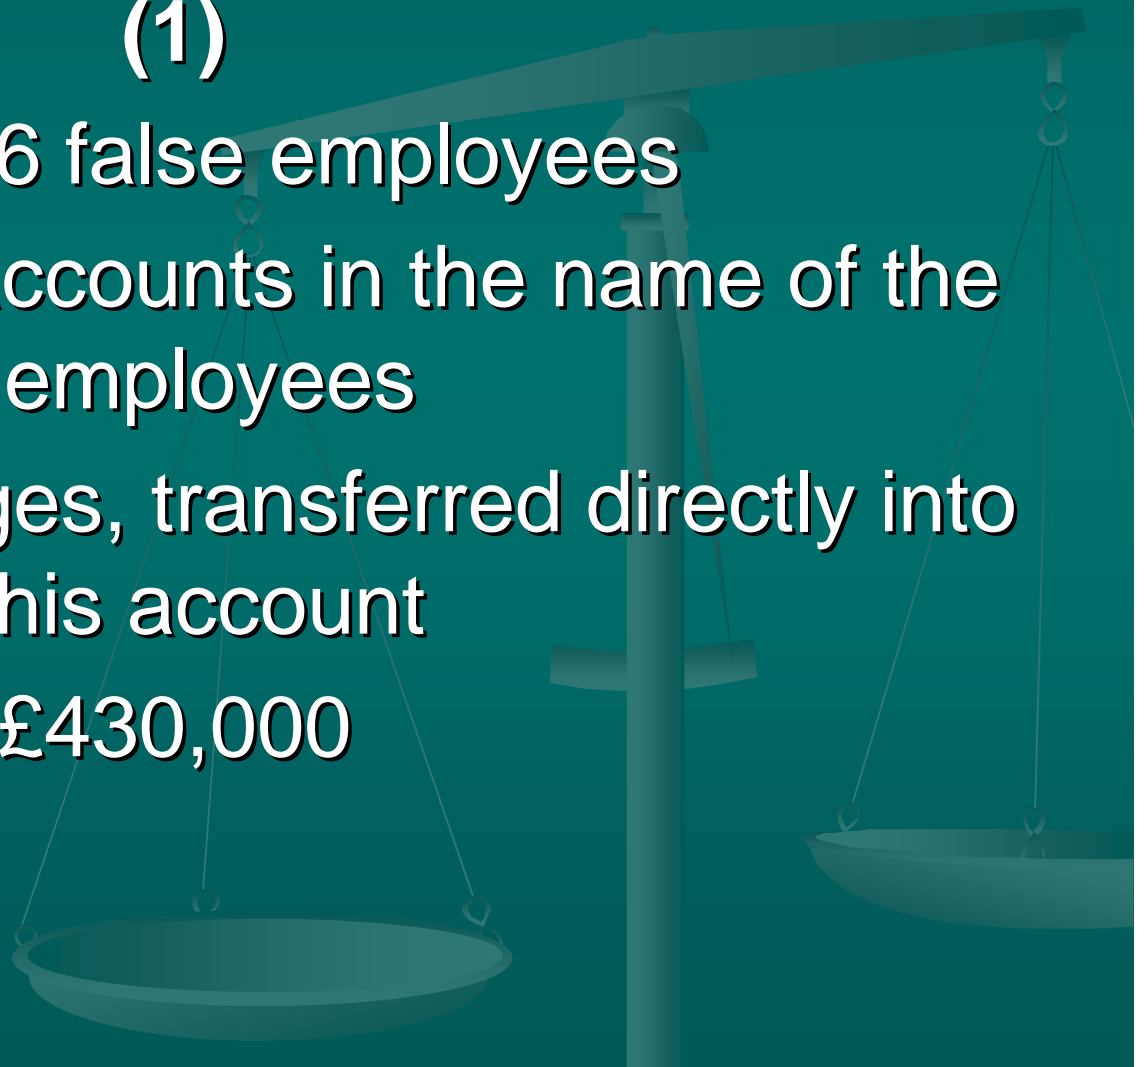 (1)
6 false employees
ccounts in the name of the
employees
ges, transferred directly into
his account
£430,000